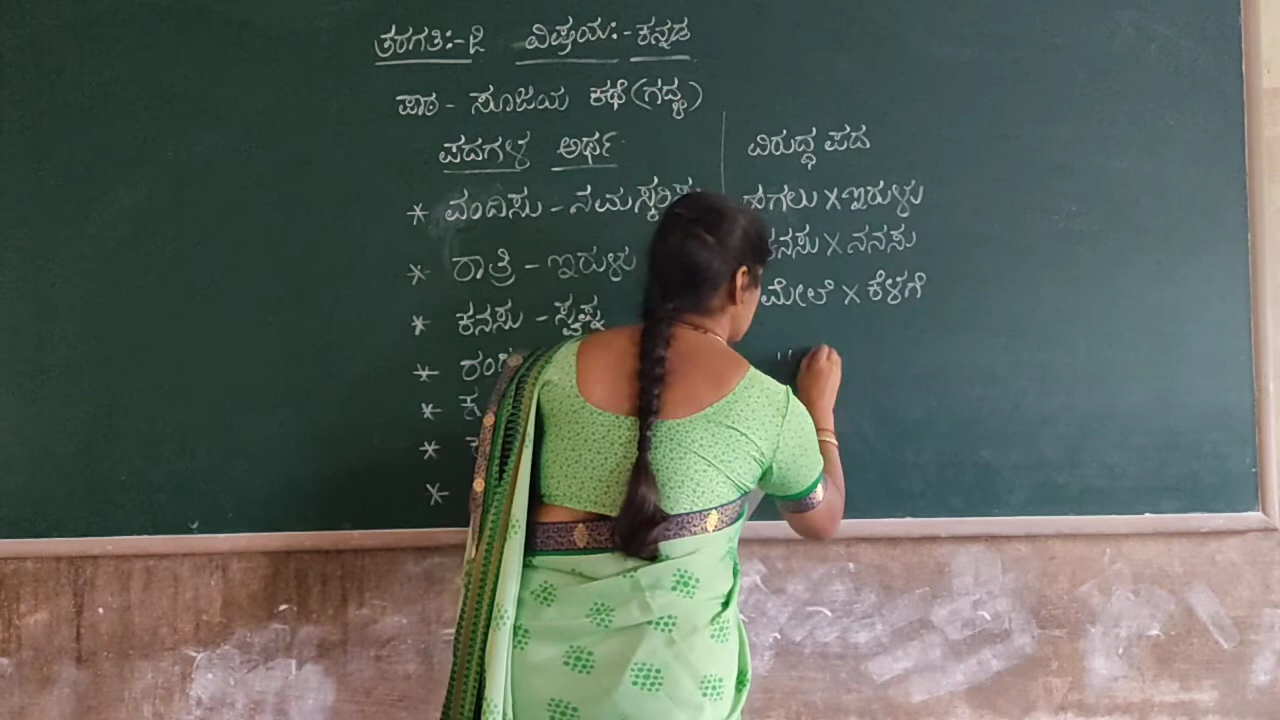 ತರಗತಿ:- ವಿಷಯ:- ಕನ್ನಡ
ಪಾಠ - ಸೂಜಿಯ ಕಥೆ (ಗದ್ಯ)
ಪದಗಳ ಅರ್ಥ
* ವಂದಿಸು - ನಮಸ್ಕರಿಸು
* ರಾತ್ರಿ - ಇರುಳು
* ಕನಸು - ಸ್ವಪ್ನ
*
*
*
*
ವಿರುದ್ಧ ಪದ
ಹಗಲು X ಇರುಳು
ಕನಸು X ನನಸು
ಮೇಲೆ X ಕೆಳಗೆ